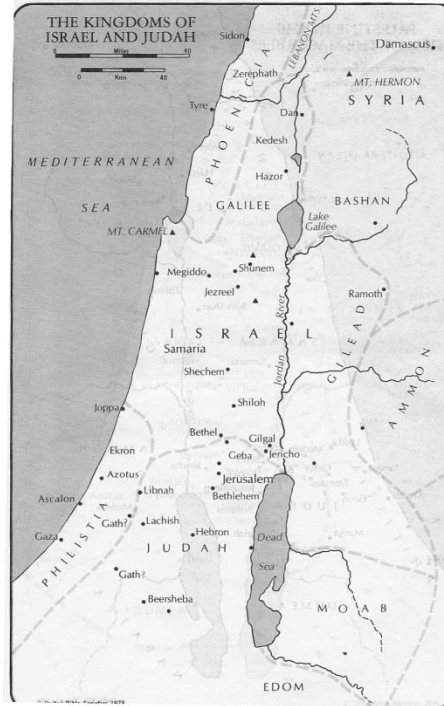 THE KINGDOMS OF
ISRAEL AND JUDAH
0 Miles 40
0 Kms 40
Sidon
LEBANON MTS
Damascus
Zerephath
MT. HERMON
SYRIA
PHOENICIA
Tyre
Dan
Kedesh
MEDITERRANEAN
SEA
Hazor
GALILEE
BASHAN
Lake
Galilee
MT. CARMEL
Megiddo
Shunem
Jezreel
Ramoth
ISRAEL
Jordan River
GILEAD
Samaria
Shechem
AMMON
Shiloh
Joppa
Bethel
Gilgal
Ekron
Geba
Jericho
Azotus
Jerusalem
Libnah
Bethlehem
Ascalon
Gath?
Lachish
Hebron
Gaza
PHILISTIA
JUDAH
Dead
Sea
Gath?
Beersheba
MOAB
EDOM